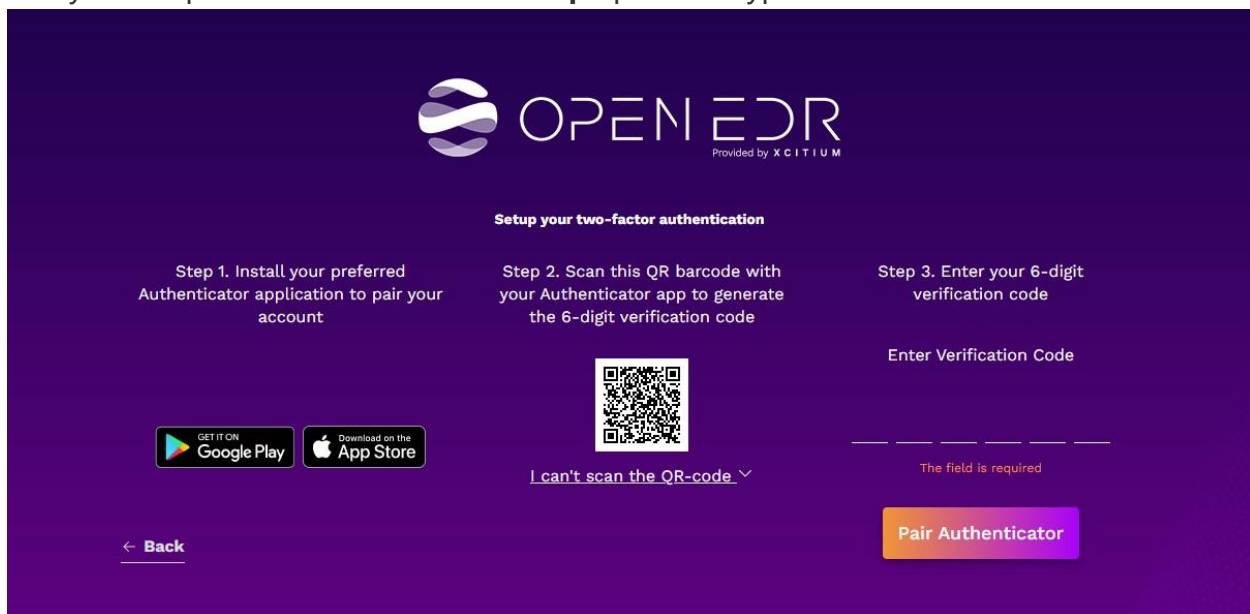 OPEN EDR
Provided by XCITIUM
Setup your two-factor authentication
Step 1. Install your preferred
Authenticator application to pair your
account
GET IT ON
Google Play
Download on the
App Store
Step 2. Scan this QR barcode with
your Authenticator app to generate
the 6-digit verification code
I can't scan the QR-code
Step 3. Enter your 6-digit
verification code
Enter Verification Code
The field is required
Pair Authenticator
← Back